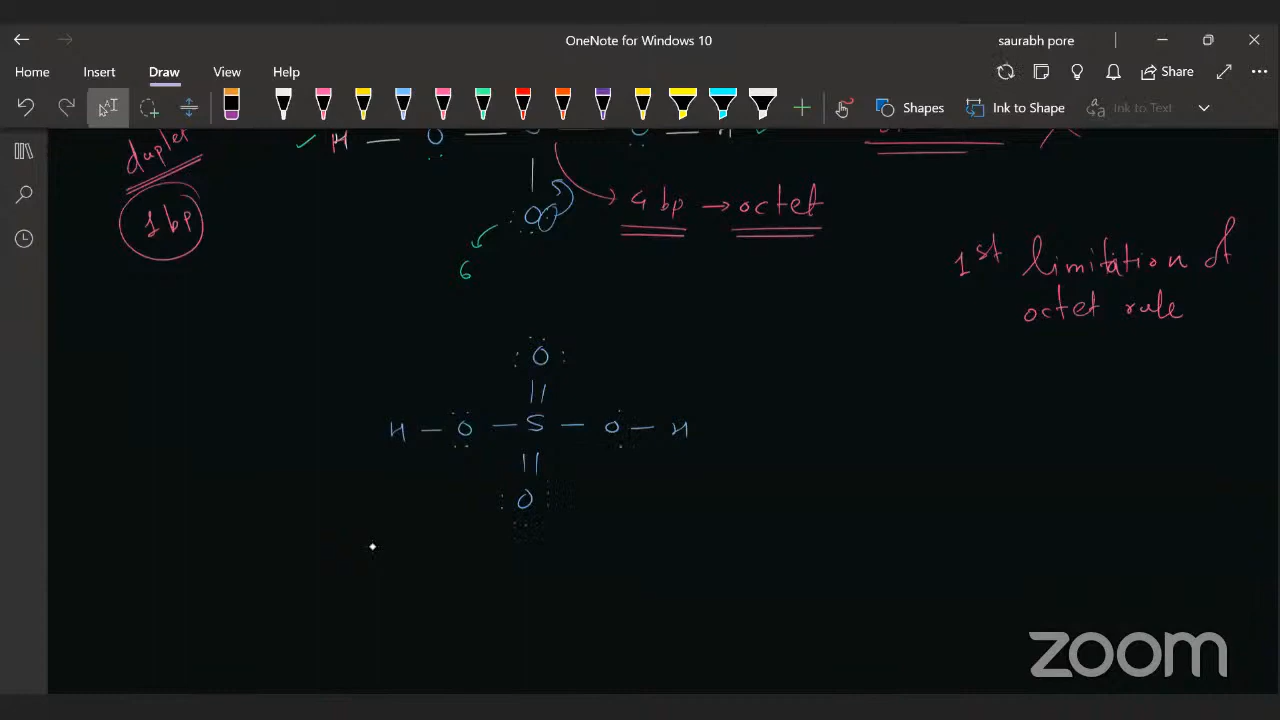 OneNote for Windows 10
saurabh pore
Home Insert Draw View Help
Share
Shapes
Ink to Shape
Ink to Text
duplet
H — O — — O — H
1 bp
O
6
4 bp → octet
1st limitation of
octet rule
O
H — O — S — O — H
O
zoom